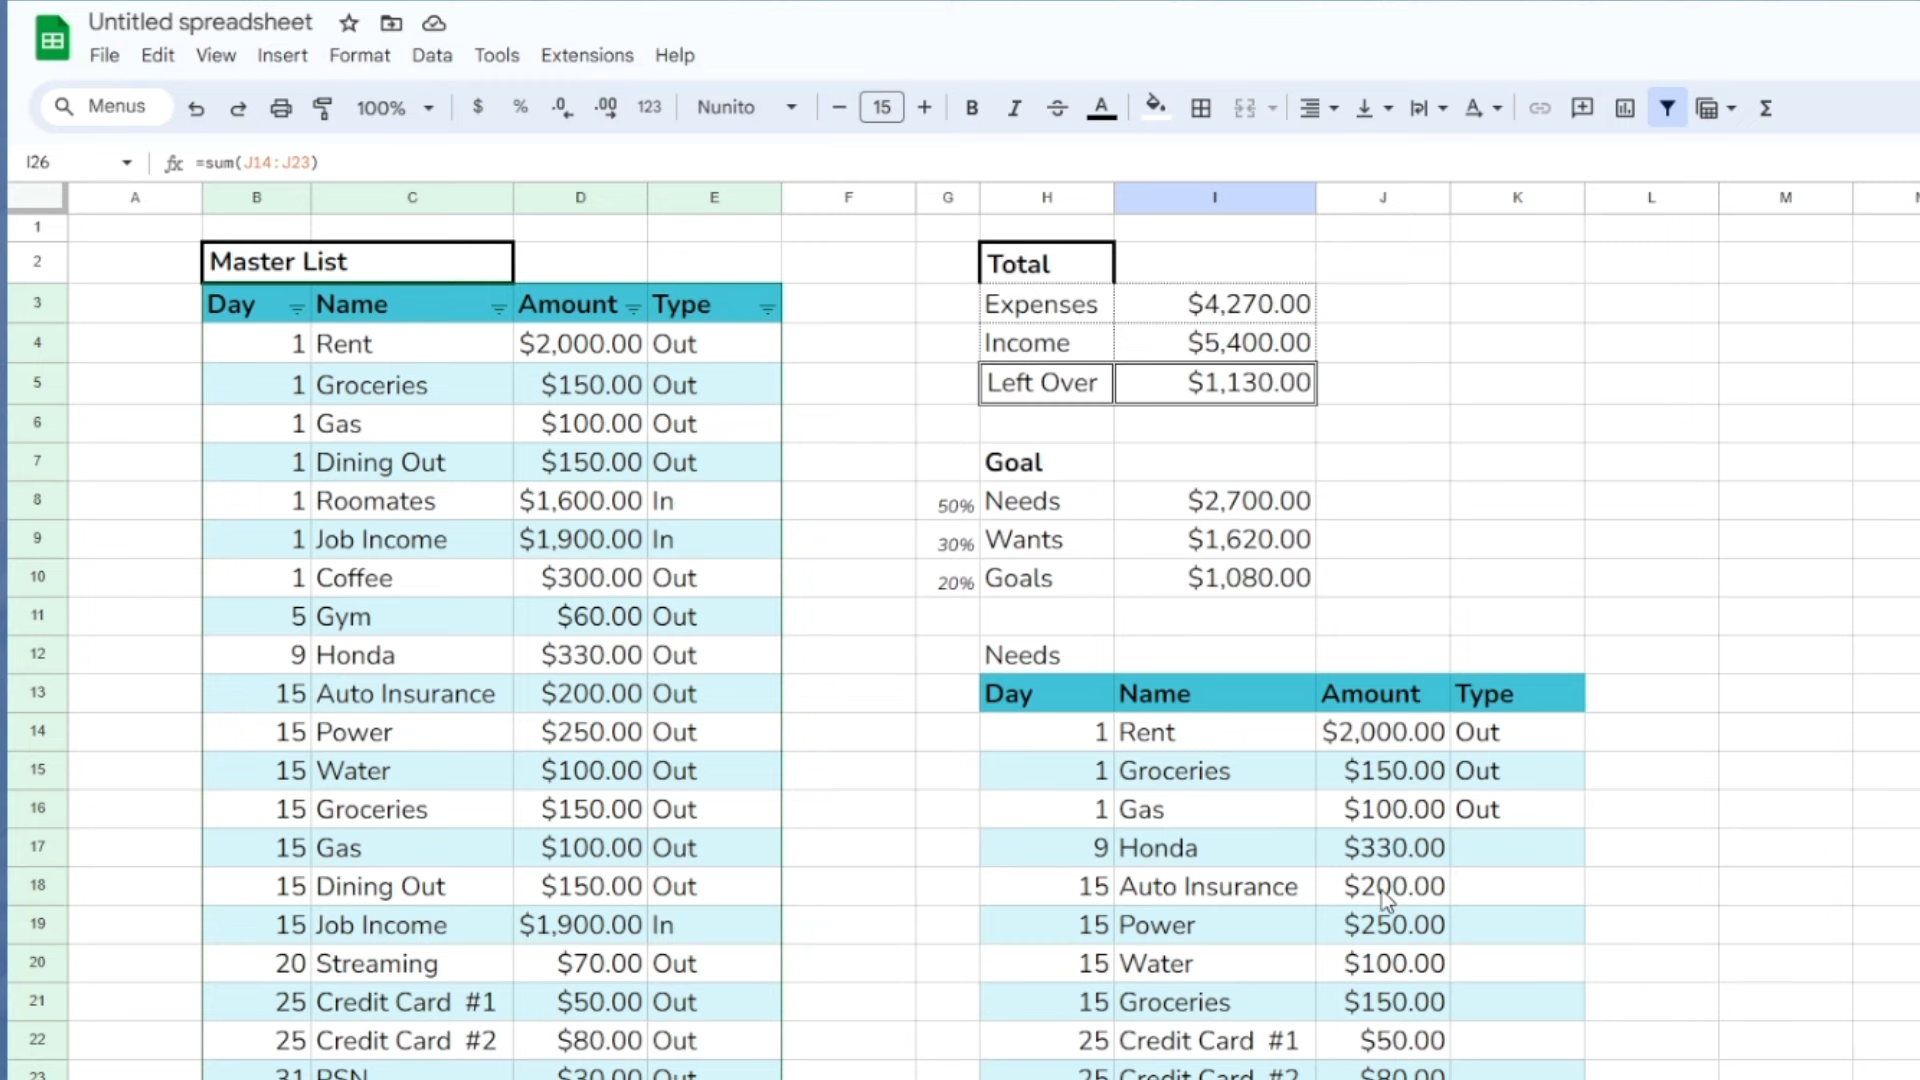 Untitled spreadsheet
File Edit View Insert Format Data Tools Extensions Help
Menus 100% $ % .0 .00 123 Nunito 15 B I A
I26 fx =sum(J14:J23)
A B C D E F G H I J K L M
1
2 Master List Total
3 Day Name Amount Type Expenses $4,270.00
4 1 Rent $2,000.00 Out Income $5,400.00
5 1 Groceries $150.00 Out Left Over $1,130.00
6 1 Gas $100.00 Out
7 1 Dining Out $150.00 Out Goal
8 1 Roomates $1,600.00 In 50% Needs $2,700.00
9 1 Job Income $1,900.00 In 30% Wants $1,620.00
10 1 Coffee $300.00 Out 20% Goals $1,080.00
11 5 Gym $60.00 Out
12 9 Honda $330.00 Out Needs
13 15 Auto Insurance $200.00 Out Day Name Amount Type
14 15 Power $250.00 Out 1 Rent $2,000.00 Out
15 15 Water $100.00 Out 1 Groceries $150.00 Out
16 15 Groceries $150.00 Out 1 Gas $100.00 Out
17 15 Gas $100.00 Out 9 Honda $330.00
18 15 Dining Out $150.00 Out 15 Auto Insurance $200.00
19 15 Job Income $1,900.00 In 15 Power $250.00
20 20 Streaming $70.00 Out 15 Water $100.00
21 25 Credit Card #1 $50.00 Out 15 Groceries $150.00
22 25 Credit Card #2 $80.00 Out 25 Credit Card #1 $50.00
23 31 PSN $30.00 Out 25 Credit Card #2 $80.00